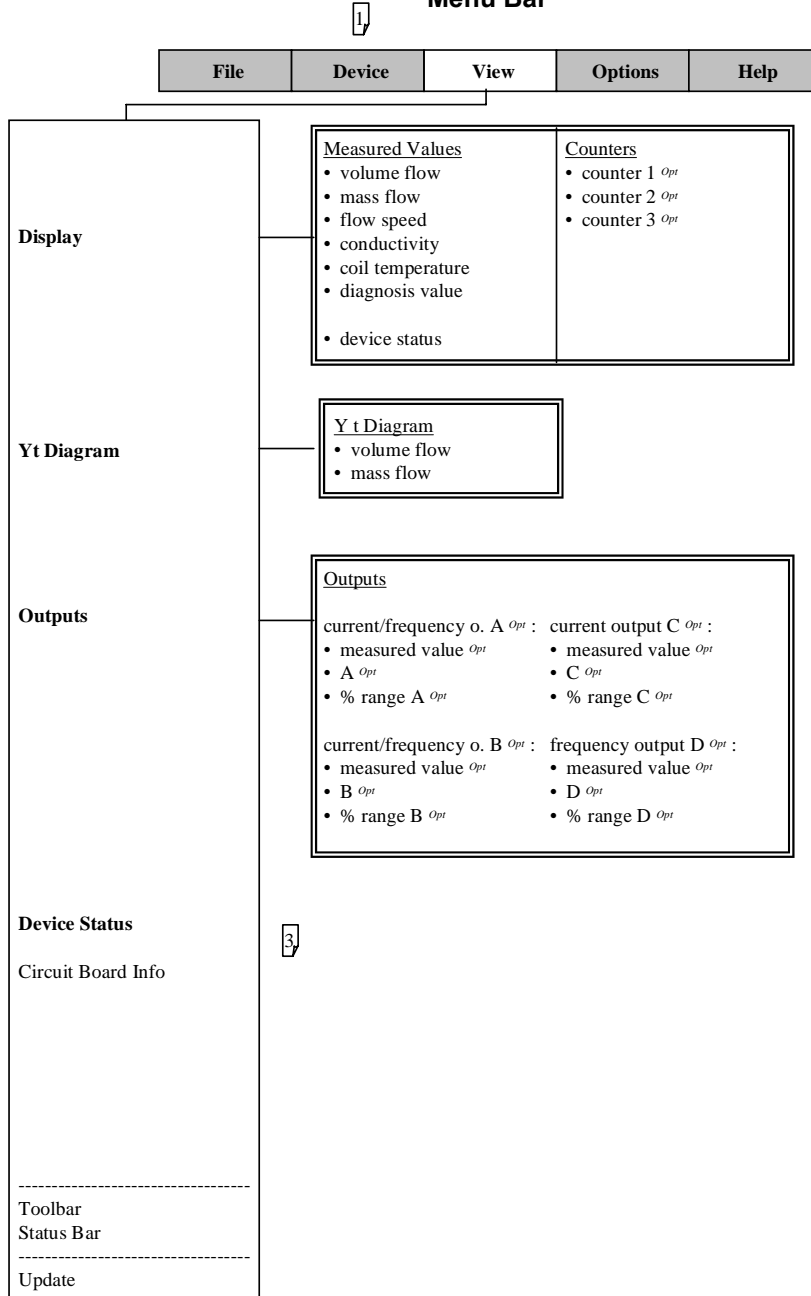 Menu Bar
1
File Device View Options Help
Display
Measured Values
• volume flow
• mass flow
• flow speed
• conductivity
• coil temperature
• diagnosis value
• device status
Counters
• counter 1 Opt
• counter 2 Opt
• counter 3 Opt
Yt Diagram
Y t Diagram
• volume flow
• mass flow
Outputs
Outputs
current/frequency o. A Opt :
• measured value Opt
• A Opt
• % range A Opt
current output C Opt :
• measured value Opt
• C Opt
• % range C Opt
current/frequency o. B Opt :
• measured value Opt
• B Opt
• % range B Opt
frequency output D Opt :
• measured value Opt
• D Opt
• % range D Opt
Device Status
3
Circuit Board Info
----------------------------------
Toolbar
Status Bar
----------------------------------
Update